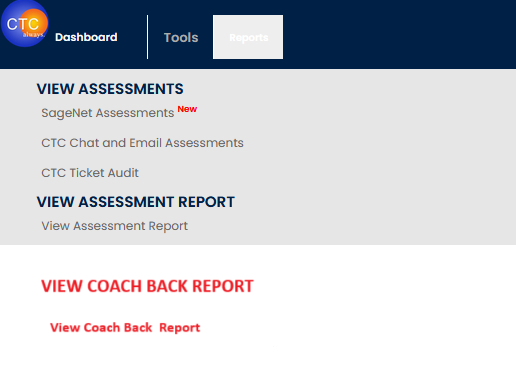 CTC
always.
Dashboard
Tools
Reports
VIEW ASSESSMENTS
SageNet Assessments New
CTC Chat and Email Assessments
CTC Ticket Audit
VIEW ASSESSMENT REPORT
View Assessment Report
VIEW COACH BACK REPORT
View Coach Back Report